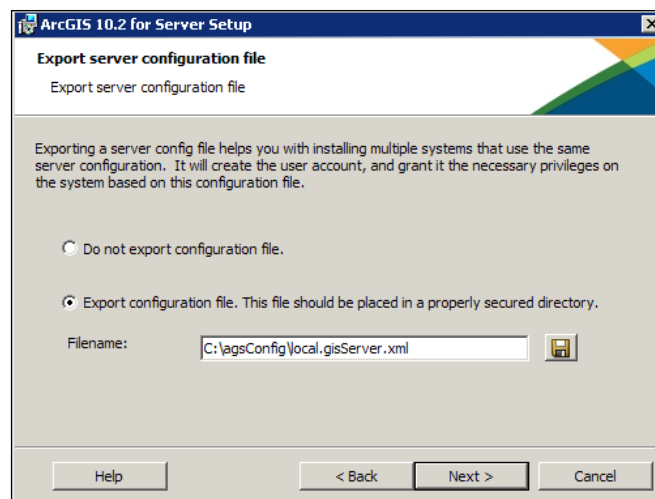 ArcGIS 10.2 for Server Setup
Export server configuration file
Export server configuration file
Exporting a server config file helps you with installing multiple systems that use the same
server configuration. It will create the user account, and grant it the necessary privileges on
the system based on this configuration file.
Do not export configuration file.
Export configuration file. This file should be placed in a properly secured directory.
Filename:
C:\agsConfig\local.gisServer.xml
Help
< Back
Next >
Cancel